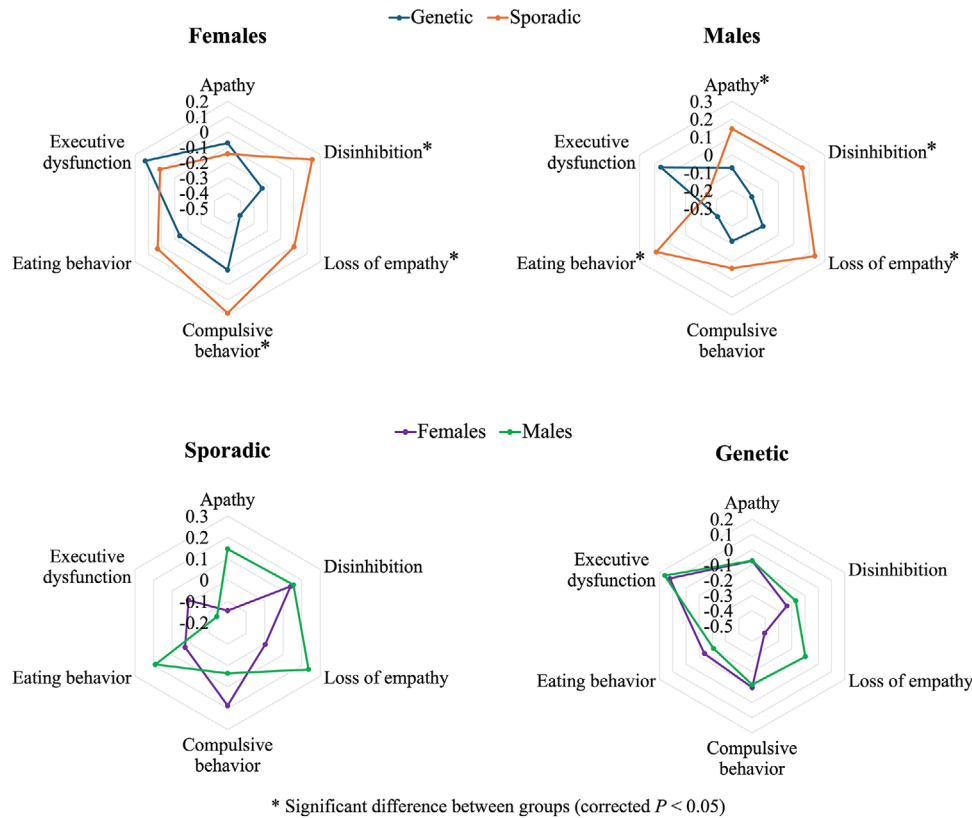 Genetic Sporadic
Females
Apathy
0.2
0.1
0
-0.1
-0.2
-0.3
-0.4
-0.5
Executive
dysfunction
Disinhibition*
Eating behavior
Loss of empathy*
Compulsive
behavior*
Males
Apathy*
0.3
0.2
0.1
0
-0.1
-0.2
-0.3
Executive
dysfunction
Disinhibition*
Eating behavior*
Loss of empathy*
Compulsive
behavior
Females Males
Sporadic
Apathy
0.3
0.2
0.1
0
-0.1
-0.2
Executive
dysfunction
Disinhibition
Eating behavior
Loss of empathy
Compulsive
behavior
Genetic
Apathy
0.2
0.1
0
-0.1
-0.2
-0.3
-0.4
-0.5
Executive
dysfunction
Disinhibition
Eating behavior
Loss of empathy
Compulsive
behavior
* Significant difference between groups (corrected P < 0.05)